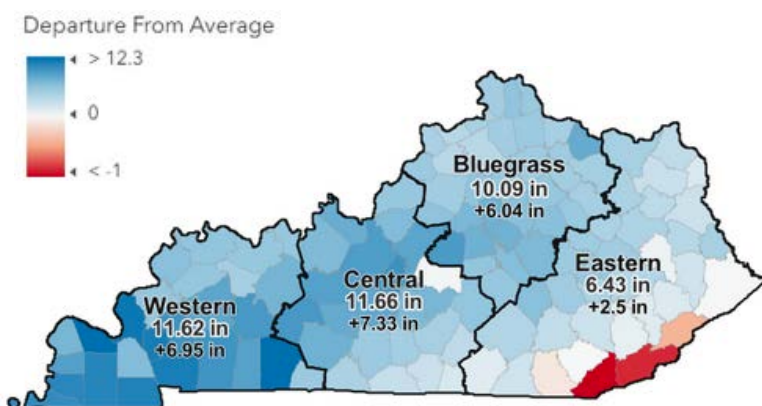 Departure From Average
> 12.3
0
< -1
Bluegrass
10.09 in
+6.04 in
Eastern
6.43 in
+2.5 in
Central
11.66 in
+7.33 in
Western
11.62 in
+6.95 in